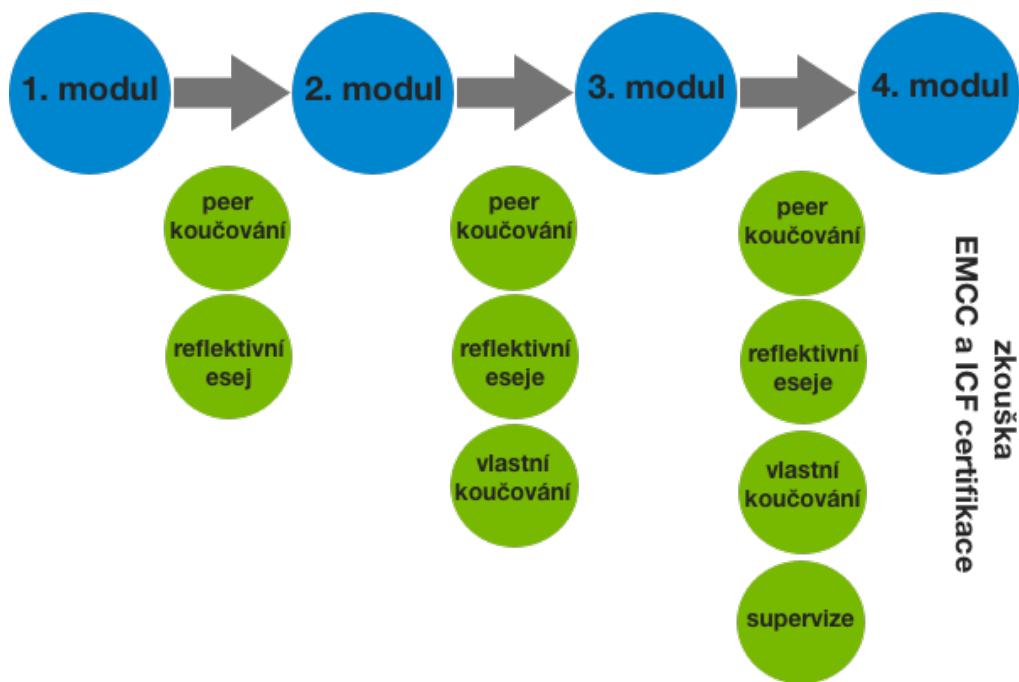 1. modul
2. modul
3. modul
4. modul
peer
koučování
reflektivní
esej
peer
koučování
reflektivní
eseje
vlastní
koučování
peer
koučování
reflektivní
eseje
vlastní
koučování
supervize
zkouška
EMCC a ICF certifikace